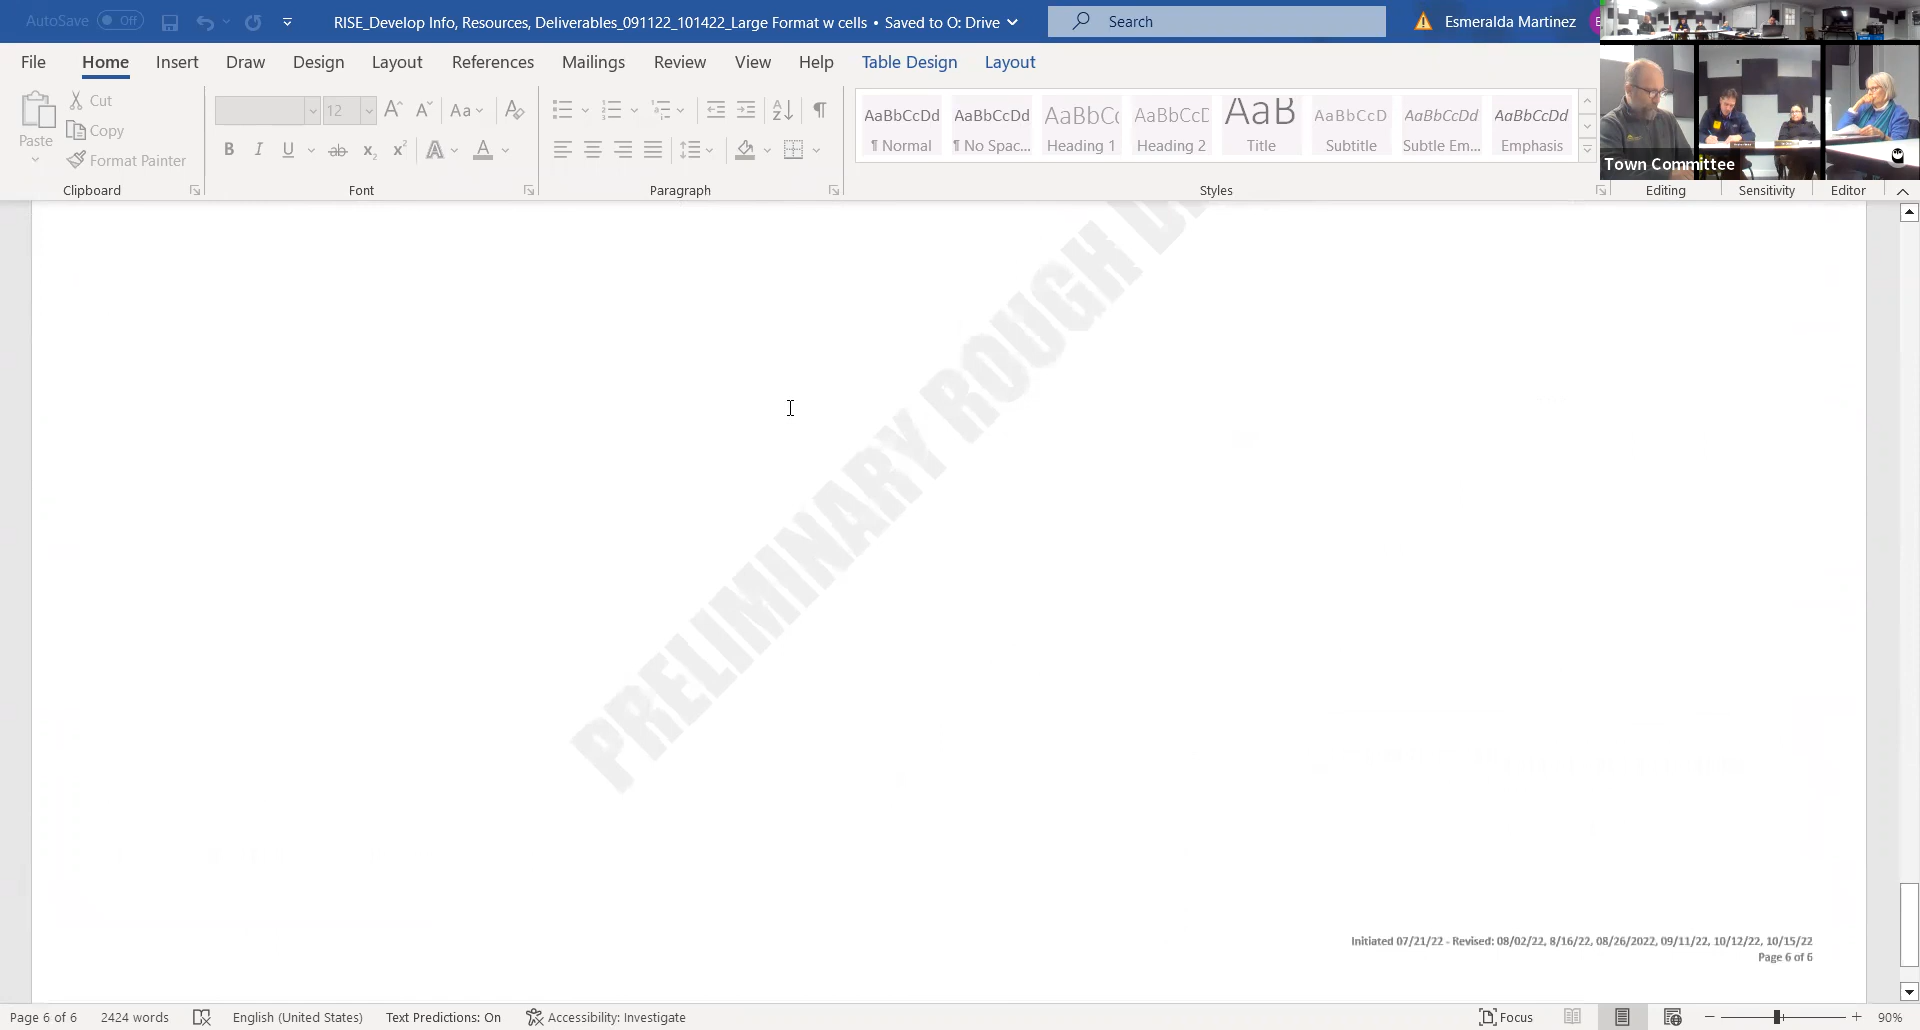 AutoSave Off RISE_Develop Info, Resources, Deliverables_091122_101422_Large Format w cells • Saved to O: Drive Search Esmeralda Martinez
File Home Insert Draw Design Layout References Mailings Review View Help Table Design Layout
Paste
Cut
Copy
Format Painter
Clipboard
12
Aa
B I U ab x₂ x² A A
Font
Paragraph
AaBbCcDd AaBbCcDd AaBbCc AaBbCcD AaB AaBbCcD AaBbCcDd AaBbCcDd
¶ Normal ¶ No Spac... Heading 1 Heading 2 Title Subtitle Subtle Em... Emphasis
Styles
Town Committee
Editing Sensitivity Editor
PRELIMINARY ROUGH
Initiated 07/21/22 - Revised: 08/02/22, 8/16/22, 08/26/2022, 09/11/22, 10/12/22, 10/15/22
Page 6 of 6
Page 6 of 6 2424 words English (United States) Text Predictions: On Accessibility: Investigate Focus 90%